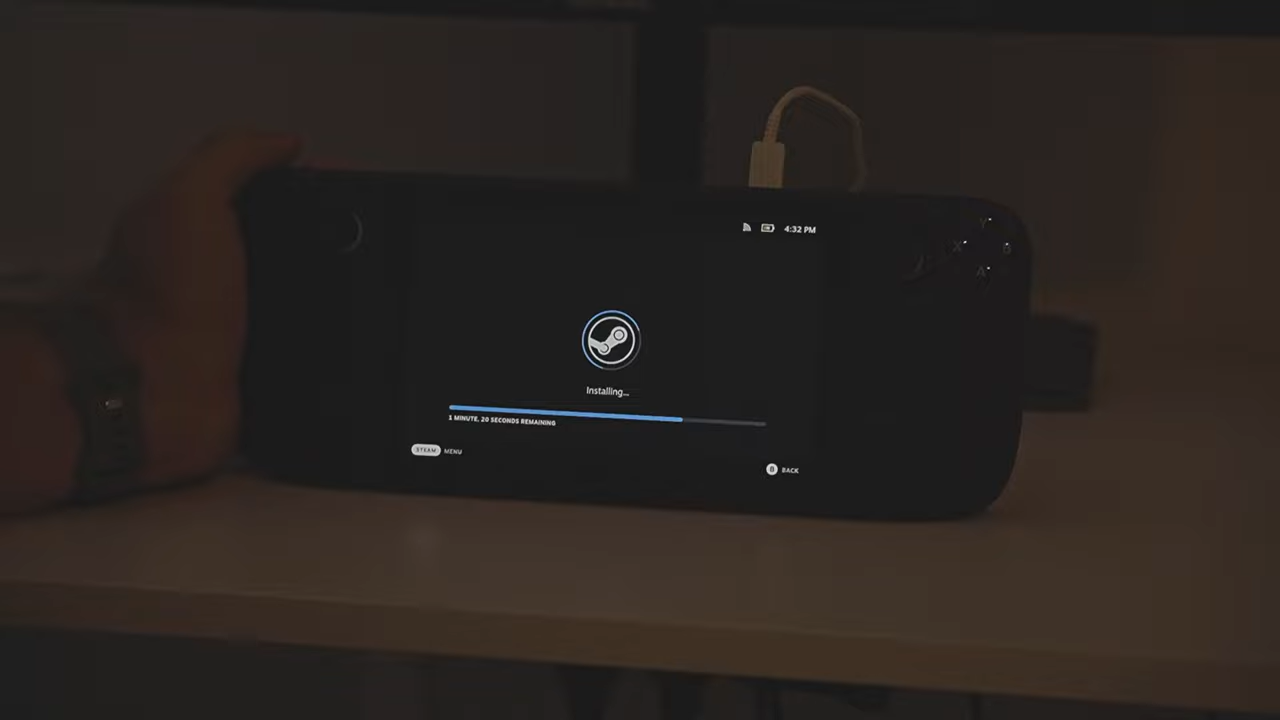 4:32 PM
Y
X B
A
Installing...
1 MINUTE, 20 SECONDS REMAINING
STEAM MENU
B BACK